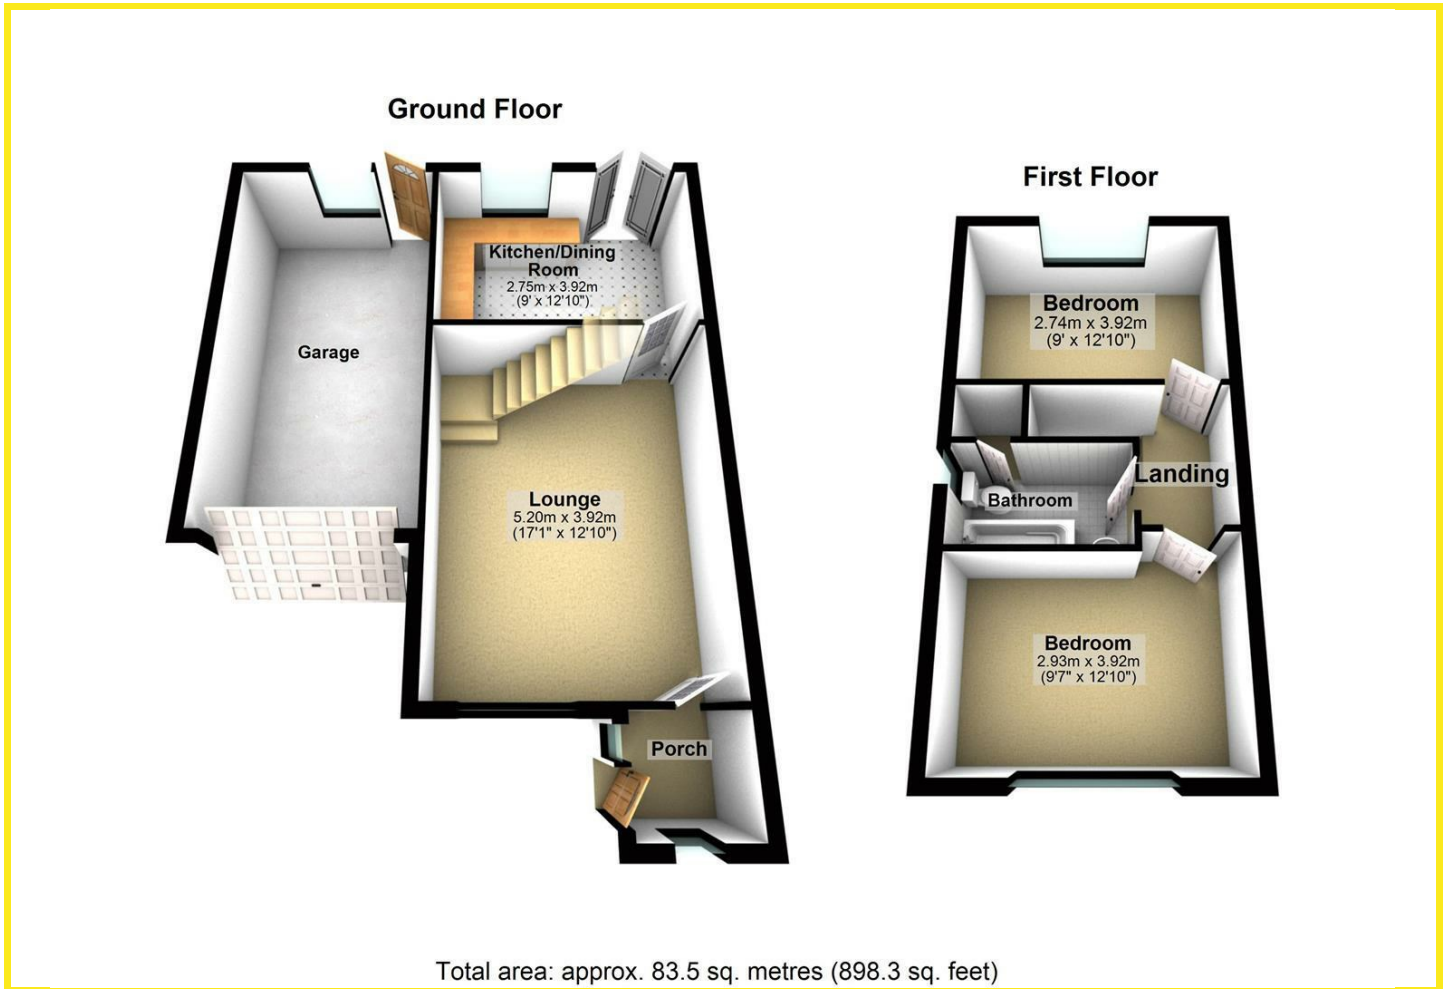 Ground Floor
Kitchen/Dining
Room
2.75m x 3.92m
(9' x 12'10")
Garage
Lounge
5.20m x 3.92m
(17'1" x 12'10")
Porch
First Floor
Bedroom
2.74m x 3.92m
(9' x 12'10")
Landing
Bathroom
Bedroom
2.93m x 3.92m
(9'7" x 12'10")
Total area: approx. 83.5 sq. metres (898.3 sq. feet)